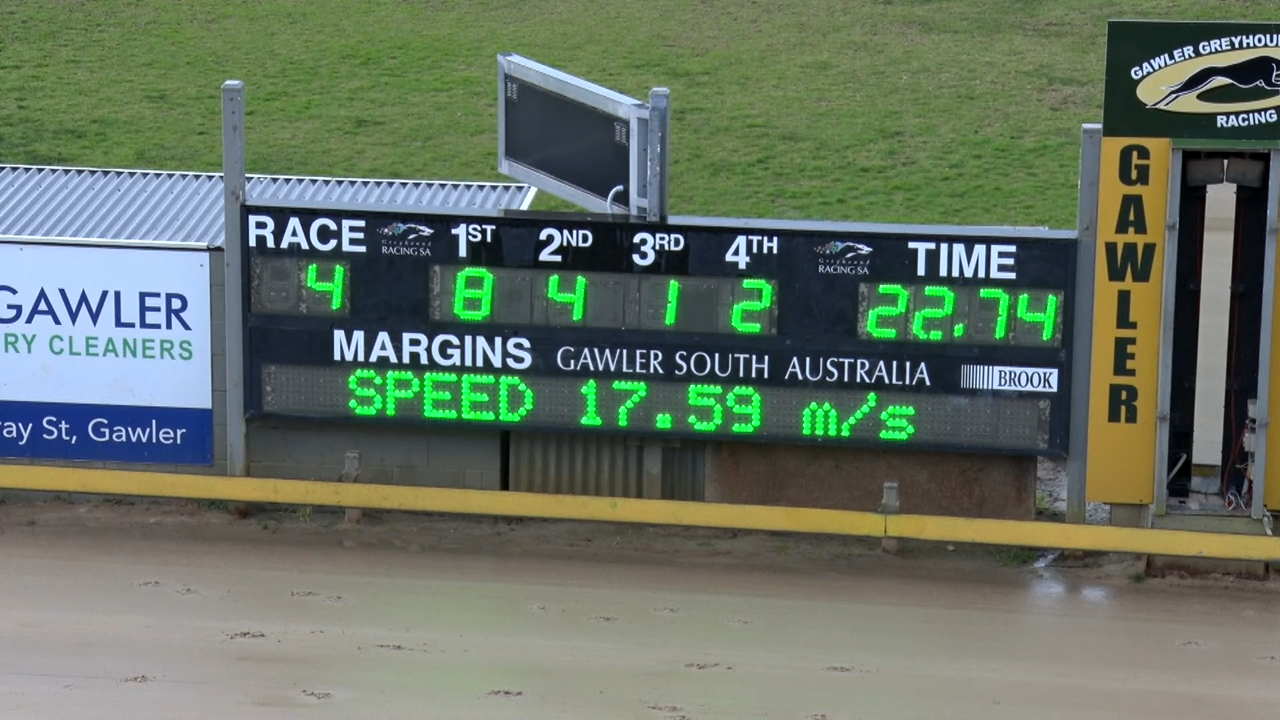 GAWLER GREYHOU
RACING
GAWLER
RACE
Greyhound
RACING SA
1ST
2ND
3RD
4TH
Greyhound
RACING SA
TIME
4
8
4
1
2
22.74
MARGINS
GAWLER SOUTH AUSTRALIA
BROOK
SPEED 17.59 m/s
GAWLER
RY CLEANERS
ray St, Gawler